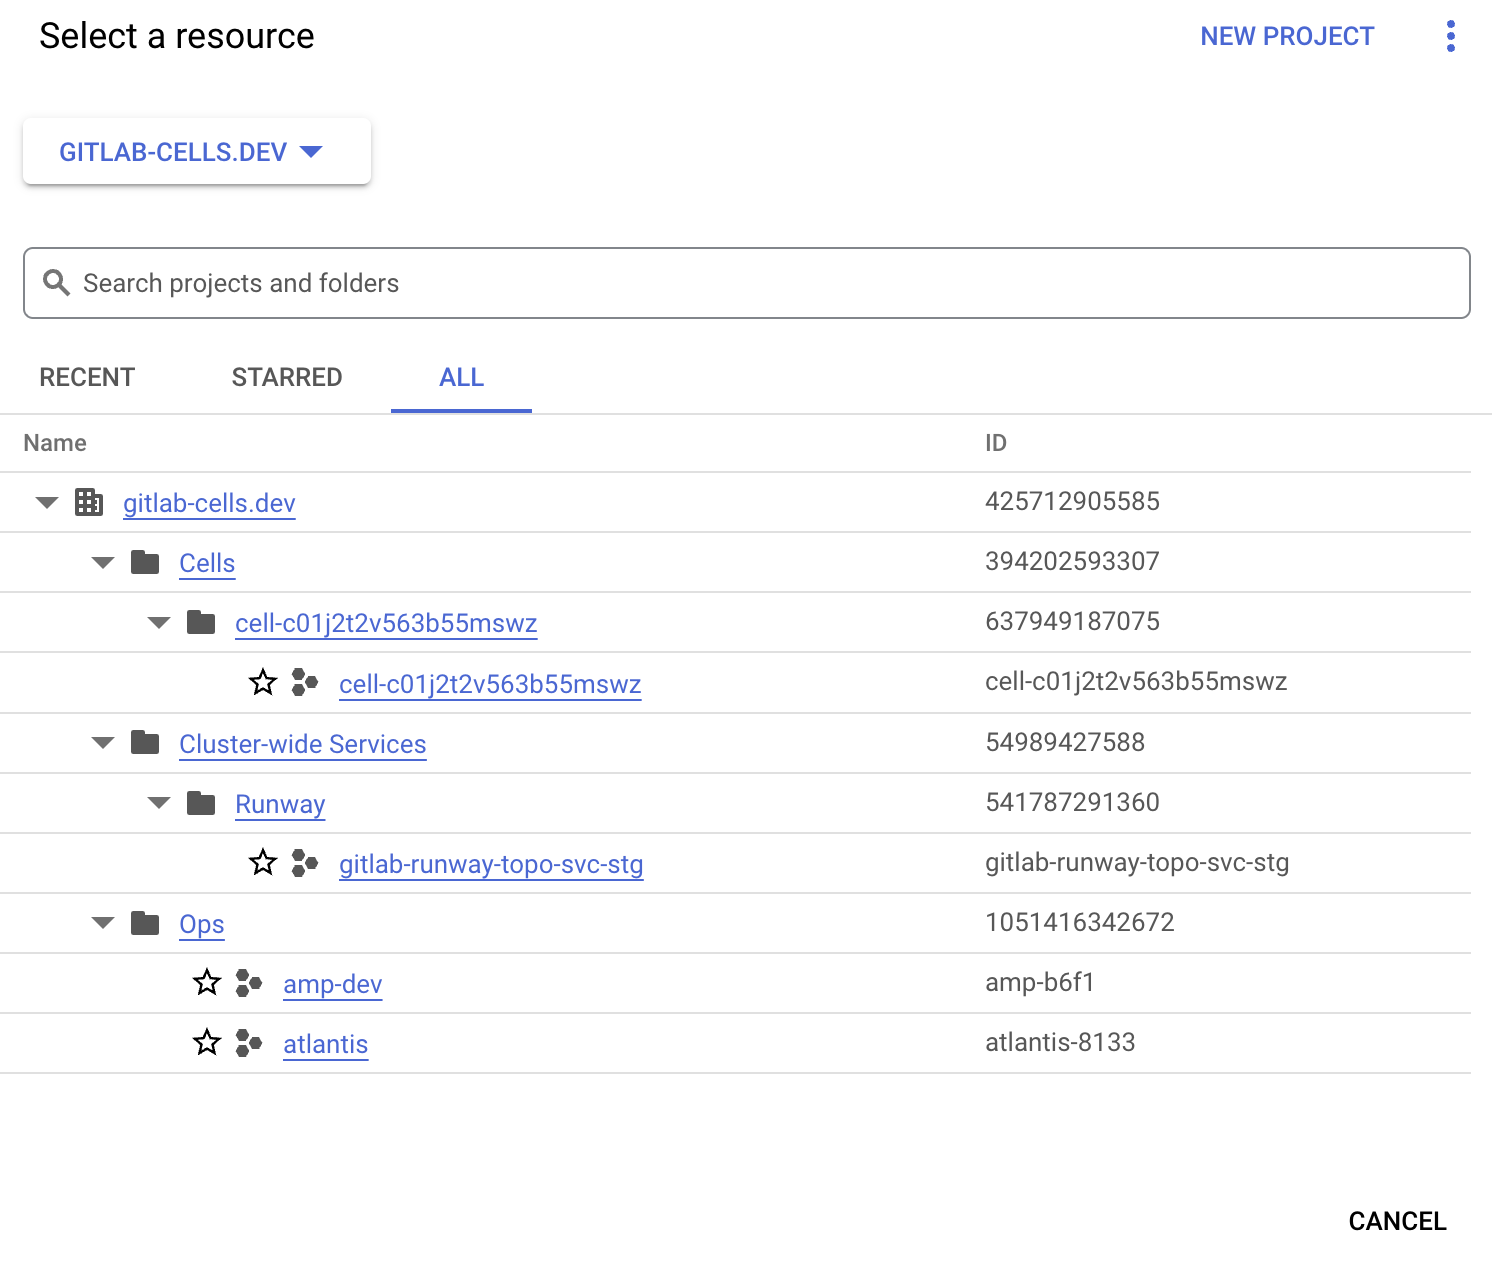 Select a resource NEW PROJECT
GITLAB-CELLS.DEV
Search projects and folders
RECENT STARRED ALL
Name ID
gitlab-cells.dev 425712905585
Cells 394202593307
cell-c01j2t2v563b55mswz 637949187075
cell-c01j2t2v563b55mswz cell-c01j2t2v563b55mswz
Cluster-wide Services 54989427588
Runway 541787291360
gitlab-runway-topo-svc-stg gitlab-runway-topo-svc-stg
Ops 1051416342672
amp-dev amp-b6f1
atlantis atlantis-8133
CANCEL